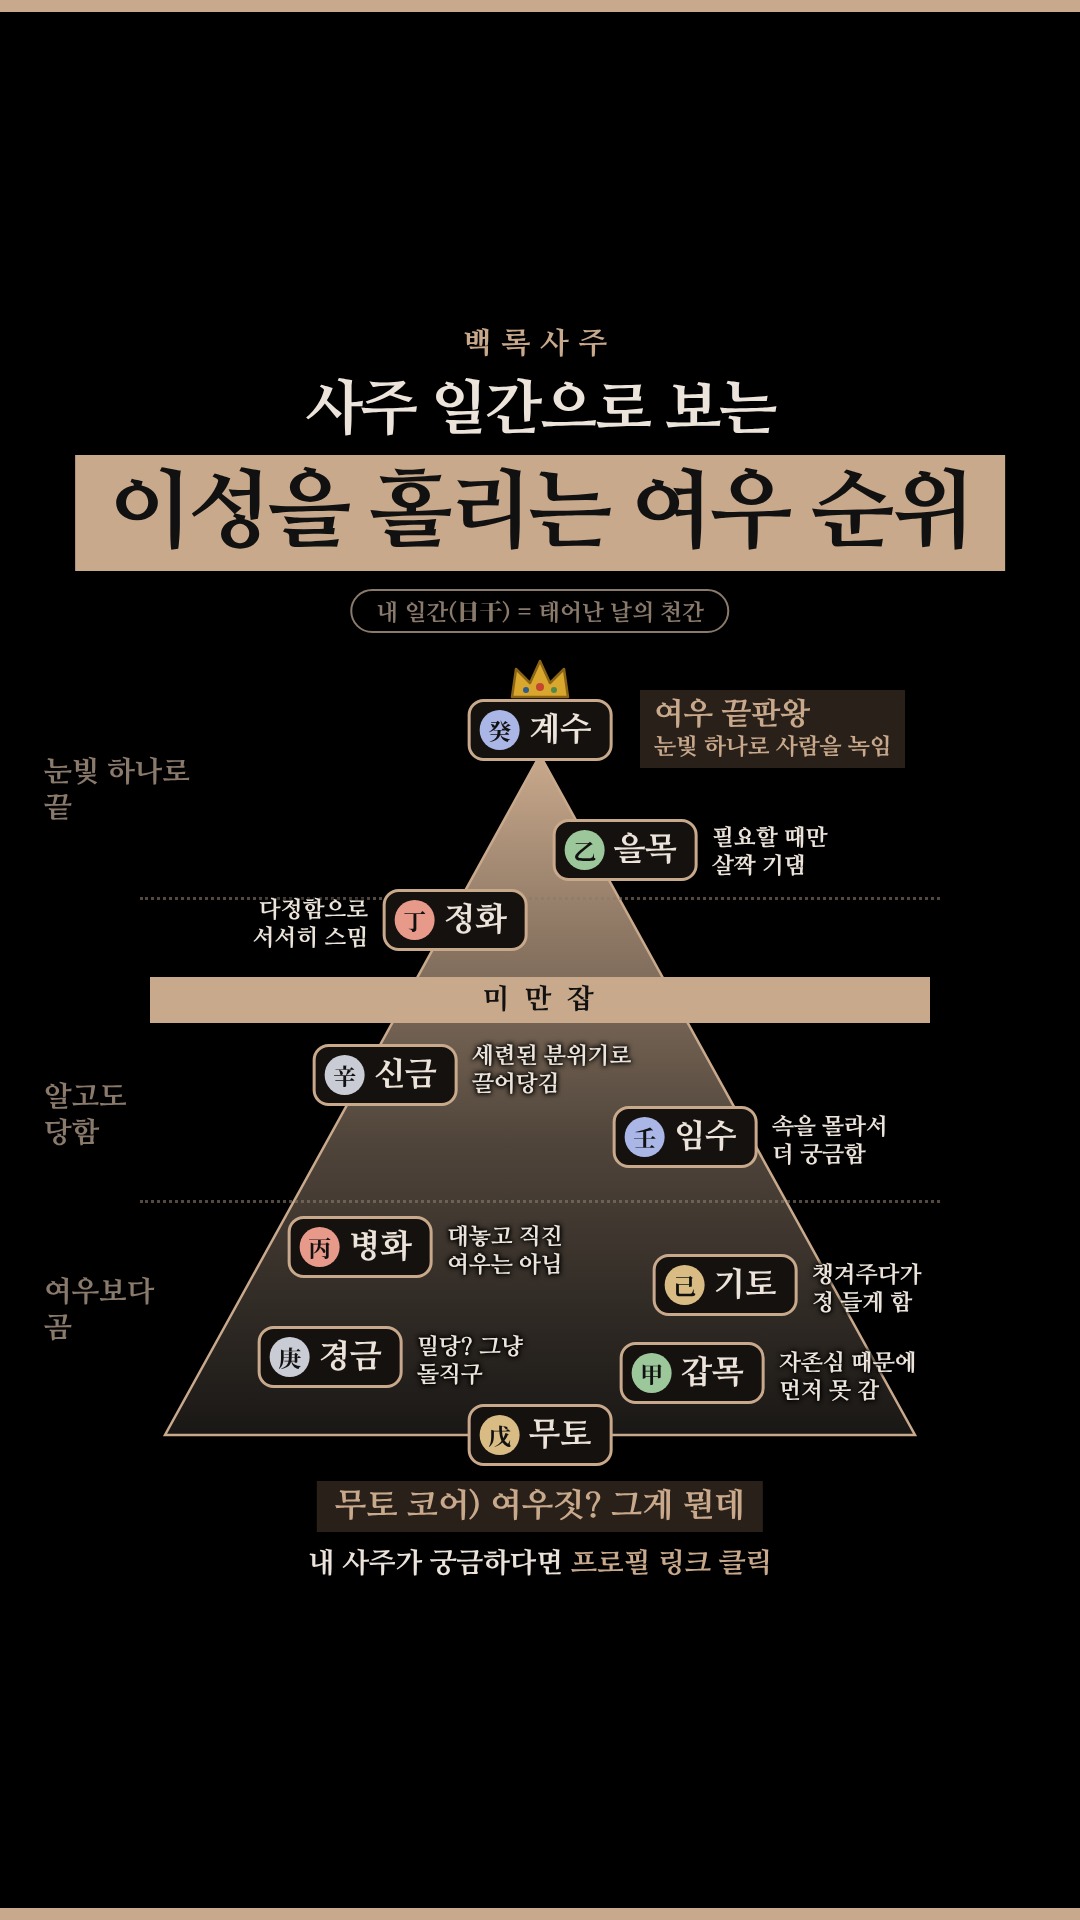 백록사주
사주 일간으로 보는
이성을 홀리는 여우 순위
내 일간(日干) = 태어난 날의 천간
癸 계수
여우 끝판왕
눈빛 하나로 사람을 녹임
눈빛 하나로
끝
乙 을목
필요할 때만
살짝 기댐
다정함으로
서서히 스밈
丁 정화
미만잡
辛 신금
세련된 분위기로
끌어당김
알고도
당함
壬 임수
속을 몰라서
더 궁금함
丙 병화
대놓고 직진
여우는 아님
己 기토
챙겨주다가
정 들게 함
여우보다
곰
庚 경금
밀당? 그냥
돌직구
甲 갑목
자존심 때문에
먼저 못 감
戊 무토
무토 코어) 여우짓? 그게 뭔데
내 사주가 궁금하다면 프로필 링크 클릭